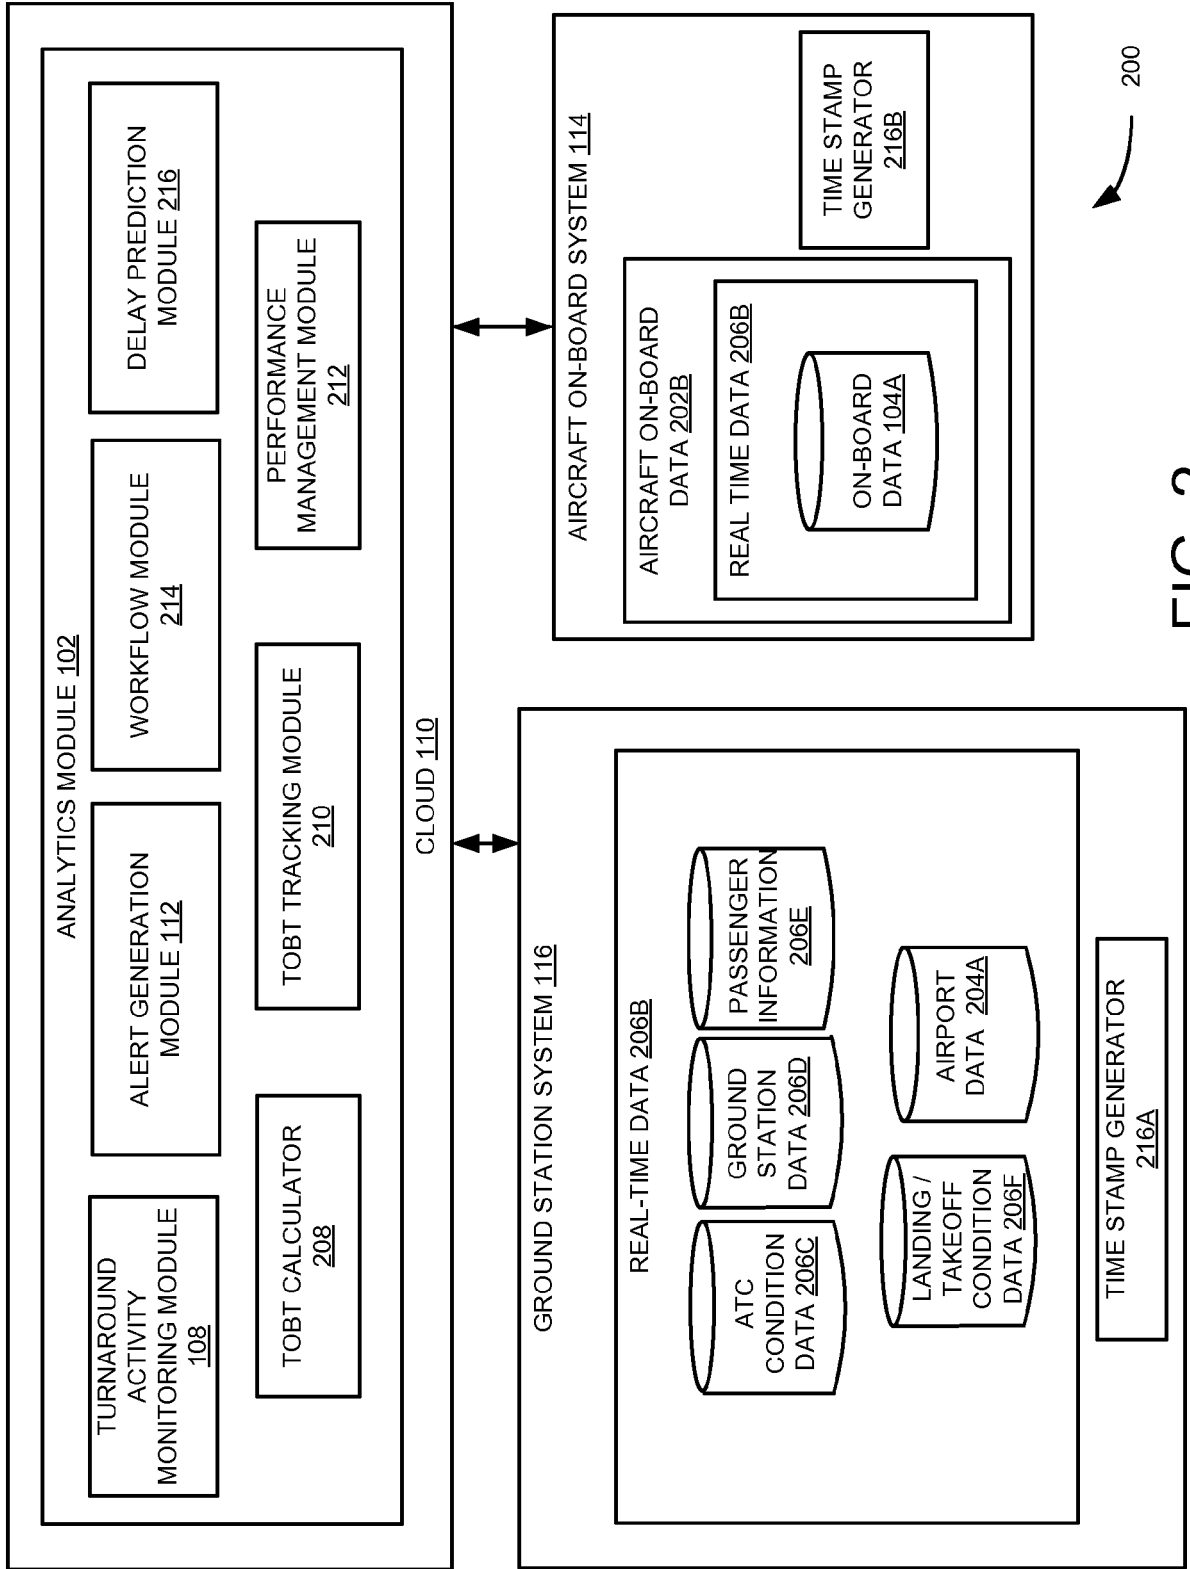 ANALYTICS MODULE 102
TURNAROUND
ACTIVITY
MONITORING MODULE
108
ALERT GENERATION
MODULE 112
WORKFLOW MODULE
214
DELAY PREDICTION
MODULE 216
TOBT CALCULATOR
208
TOBT TRACKING MODULE
210
PERFORMANCE
MANAGEMENT MODULE
212
CLOUD 110
GROUND STATION SYSTEM 116
REAL-TIME DATA 206B
ATC
CONDITION
DATA 206C
GROUND
STATION
DATA 206D
PASSENGER
INFORMATION
206E
LANDING /
TAKEOFF
CONDITION
DATA 206F
AIRPORT
DATA 204A
TIME STAMP GENERATOR
216A
AIRCRAFT ON-BOARD SYSTEM 114
AIRCRAFT ON-BOARD
DATA 202B
REAL TIME DATA 206B
ON-BOARD
DATA 104A
TIME STAMP
GENERATOR
216B
200
FIG. 2